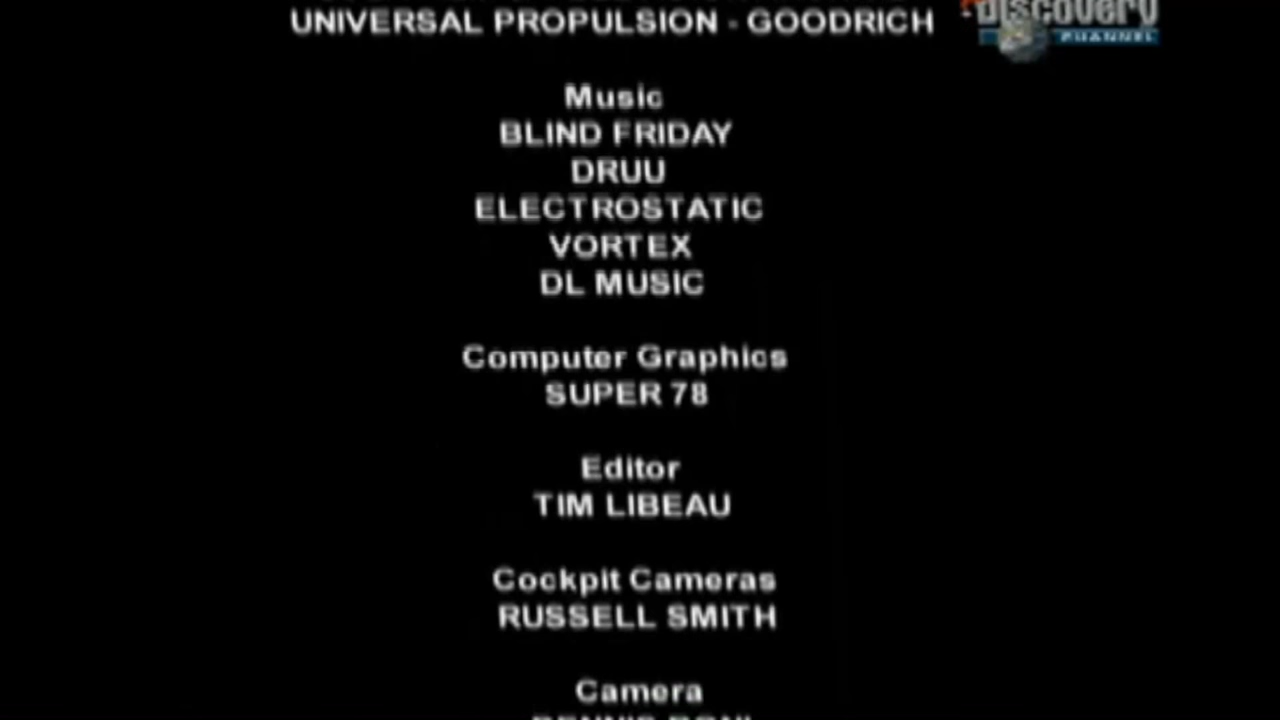 UNIVERSAL PROPULSION - GOODRICH
Discovery
CHANNEL
Music
BLIND FRIDAY
DRUU
ELECTROSTATIC
VORTEX
DL MUSIC
Computer Graphics
SUPER 78
Editor
TIM LIBEAU
Cockpit Cameras
RUSSELL SMITH
Camera